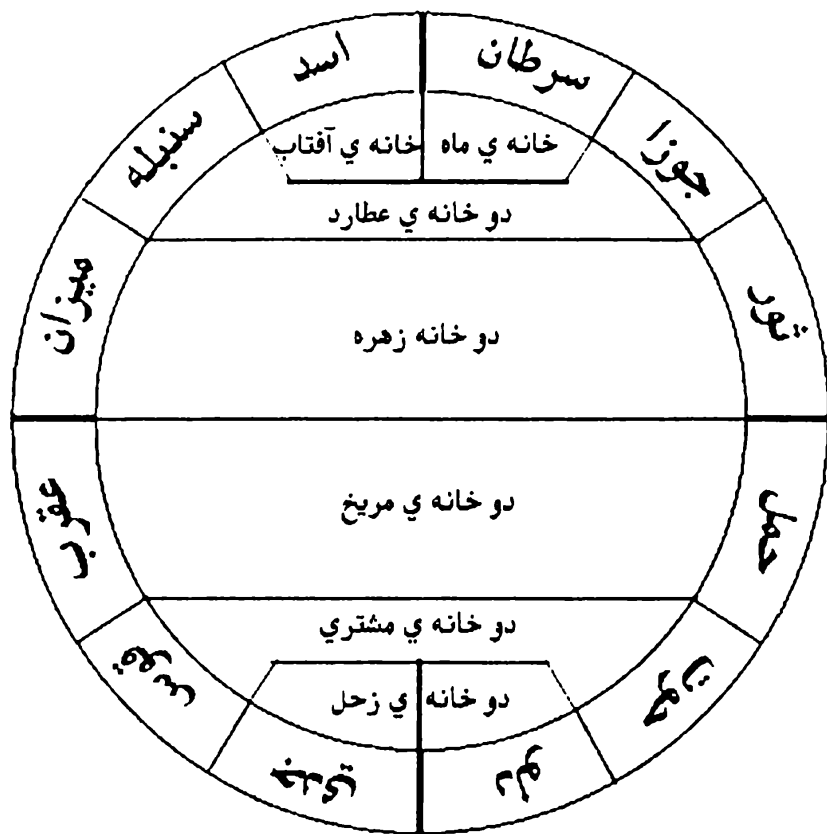 سرطان
اسد
جوزا
سنبله
ثور
میزان
حمل
عقرب
حوت
قوس
دلو
جدي
خانه ي ماه
خانه ي آفتاب
دو خانه ي عطارد
دو خانه زهره
دو خانه ي مريخ
دو خانه ي مشتري
دو خانه ي زحل